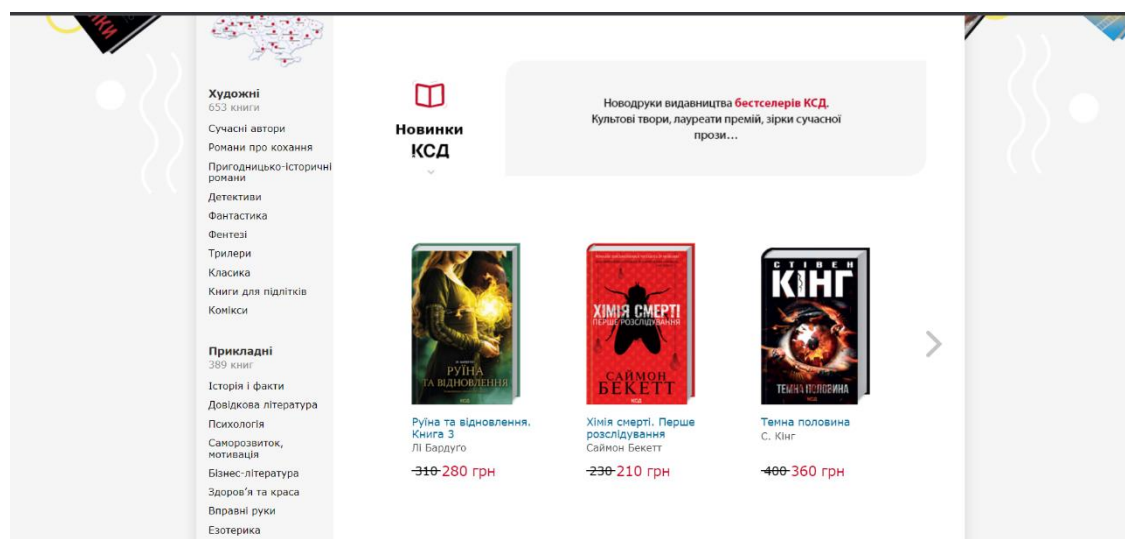 Художні
653 книги
Сучасні автори
Романи про кохання
Пригодницько-історичні
романи
Детективи
Фантастика
Фентезі
Трилери
Класика
Книги для підлітків
Комікси
Прикладні
389 книг
Історія і факти
Довідкова література
Психологія
Саморозвиток,
мотивація
Бізнес-література
Здоров’я та краса
Вправні руки
Езотерика
Новинки
КСД
Новодруки видавництва бестселерів КСД.
Культові твори, лауреати премій, зірки сучасної
прози…
РУЇНА
ТА ВІДНОВЛЕННЯ
КСД
ХІМІЯ СМЕРТІ
ПЕРШЕ РОЗСЛІДУВАННЯ
САЙМОН
БЕКЕТТ
КСД
СТІВЕН
КІНГ
ТЕМНА ПОЛОВИНА
КСД
Руїна та відновлення.
Книга 3
Лі Бардуго
310 280 грн
Хімія смерті. Перше
розслідування
Саймон Бекетт
230 210 грн
Темна половина
С. Кінг
400 360 грн